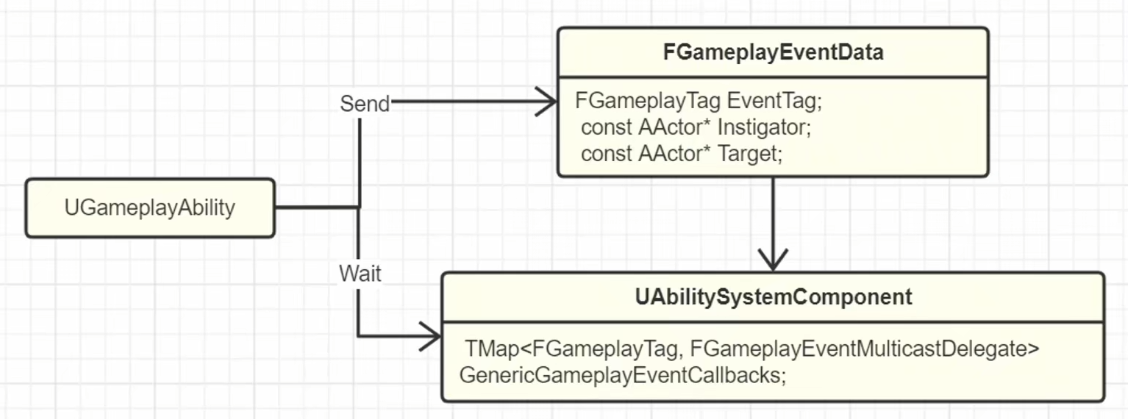 FGameplayEventData
Send
FGameplayTag EventTag;
const AActor* Instigator;
const AActor* Target;
UGameplayAbility
Wait
UAbilitySystemComponent
TMap<FGameplayTag, FGameplayEventMulticastDelegate>
GenericGameplayEventCallbacks;